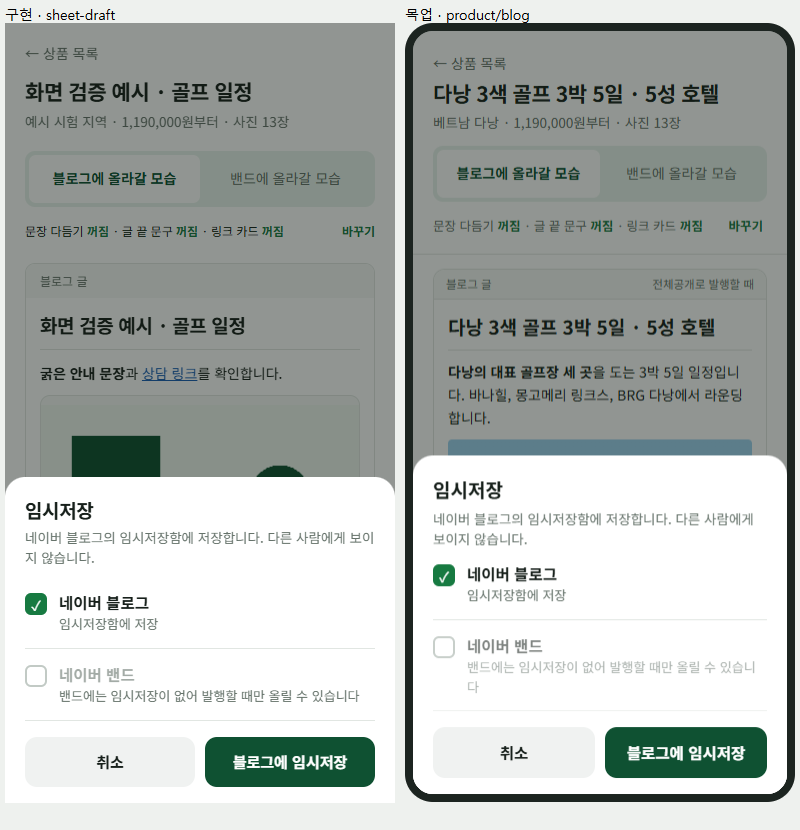 구현 · sheet-draft
← 상품 목록
화면 검증 예시 · 골프 일정
예시 시험 지역 · 1,190,000원부터 · 사진 13장
블로그에 올라갈 모습
밴드에 올라갈 모습
문장 다듬기 꺼짐 · 글 끝 문구 꺼짐 · 링크 카드 꺼짐
바꾸기
블로그 글
화면 검증 예시 · 골프 일정
굵은 안내 문장과 상담 링크를 확인합니다.
임시저장
네이버 블로그의 임시저장함에 저장합니다. 다른 사람에게 보이
지 않습니다.
✓ 네이버 블로그
임시저장함에 저장
네이버 밴드
밴드에는 임시저장이 없어 발행할 때만 올릴 수 있습니다
취소
블로그에 임시저장
목업 · product/blog
← 상품 목록
다낭 3색 골프 3박 5일 · 5성 호텔
베트남 다낭 · 1,190,000원부터 · 사진 13장
블로그에 올라갈 모습
밴드에 올라갈 모습
문장 다듬기 꺼짐 · 글 끝 문구 꺼짐 · 링크 카드 꺼짐
바꾸기
블로그 글
전체공개로 발행할 때
다낭 3색 골프 3박 5일 · 5성 호텔
다낭의 대표 골프장 세 곳을 도는 3박 5일 일정입니
다. 바나힐, 몽고메리 링크스, BRG 다낭에서 라운딩
합니다.
임시저장
네이버 블로그의 임시저장함에 저장합니다. 다른 사람에게
보이지 않습니다.
✓ 네이버 블로그
임시저장함에 저장
네이버 밴드
밴드에는 임시저장이 없어 발행할 때만 올릴 수 있습니
다
취소
블로그에 임시저장